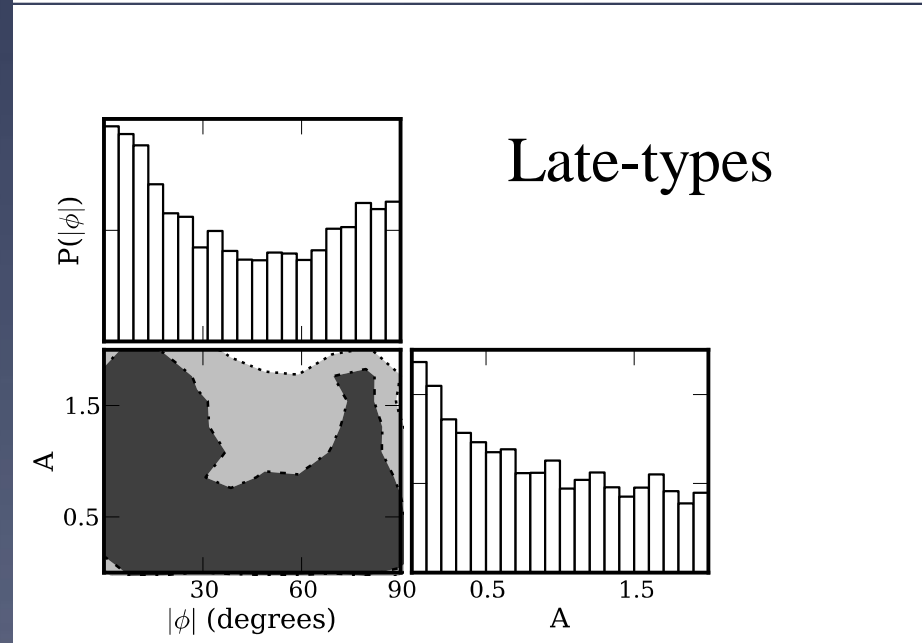 Late-types
P(|ϕ|)
A
1.5
0.5
30 60 90
|ϕ| (degrees)
0.5 1.5
A